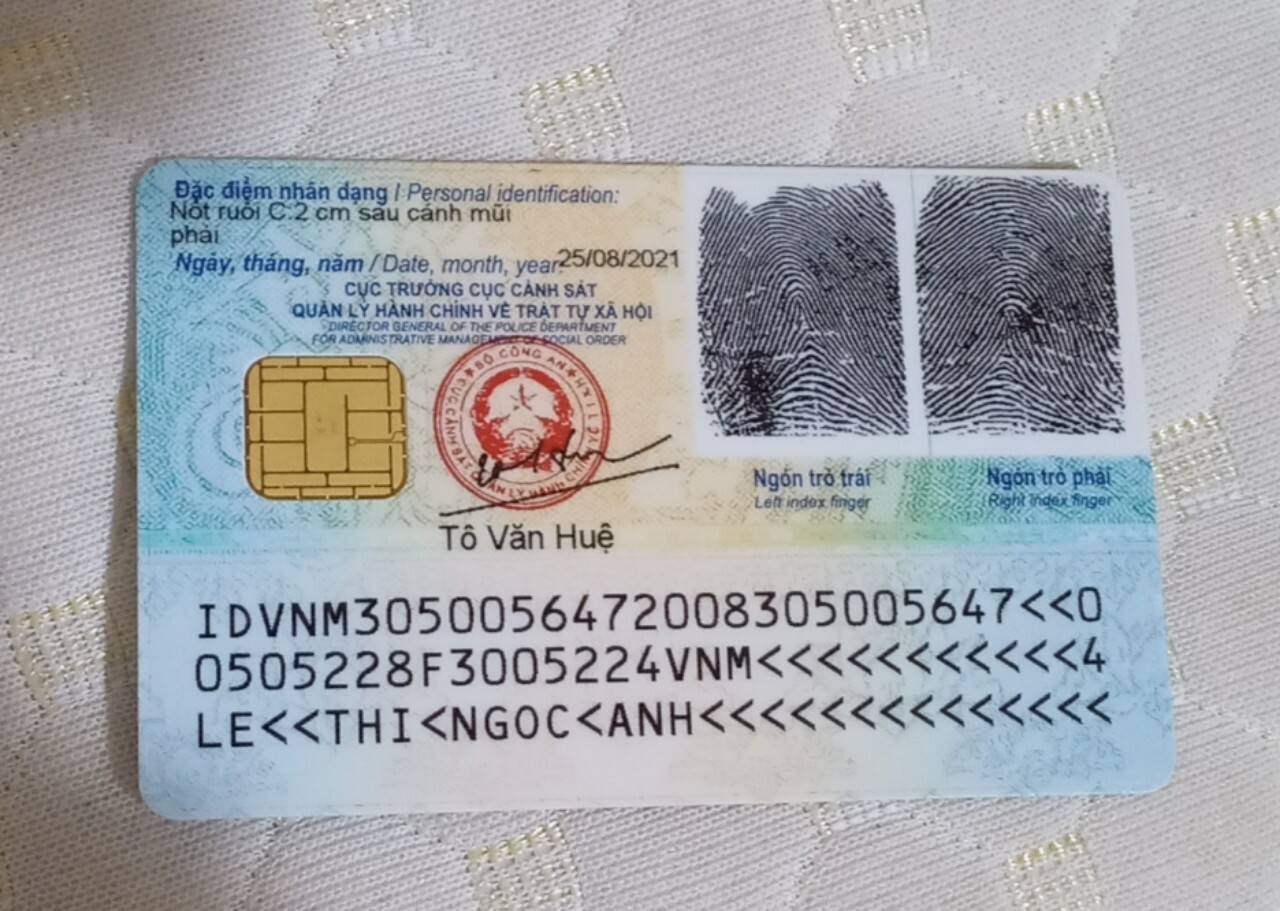 Đặc điểm nhân dạng / Personal identification:
Nốt ruồi C:2 cm sau cánh mũi
phải
Ngày, tháng, năm / Date, month, year: 25/08/2021
CỤC TRƯỞNG CỤC CẢNH SÁT
QUẢN LÝ HÀNH CHÍNH VỀ TRẬT TỰ XÃ HỘI
DIRECTOR GENERAL OF THE POLICE DEPARTMENT
FOR ADMINISTRATIVE MANAGEMENT OF SOCIAL ORDER
BỘ CÔNG AN
Ngón trỏ trái
Left index finger
Ngón trỏ phải
Right index finger
Tô Văn Huệ
IDVNM3050056472008305005647<<0
0505228F3005224VNM<<<<<<<<<<<4
LE<<THI<NGOC<ANH<<<<<<<<<<<<<<